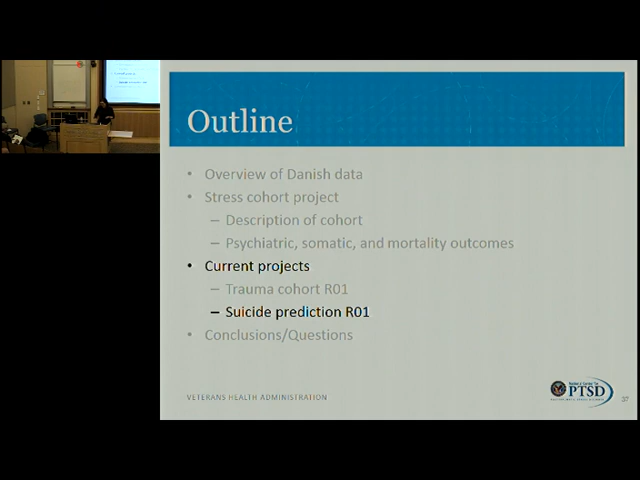 Outline
• Overview of Danish data
• Stress cohort project
– Description of cohort
– Psychiatric, somatic, and mortality outcomes
• Current projects
– Trauma cohort R01
– Suicide prediction R01
• Conclusions/Questions
VETERANS HEALTH ADMINISTRATION
PTSD
37